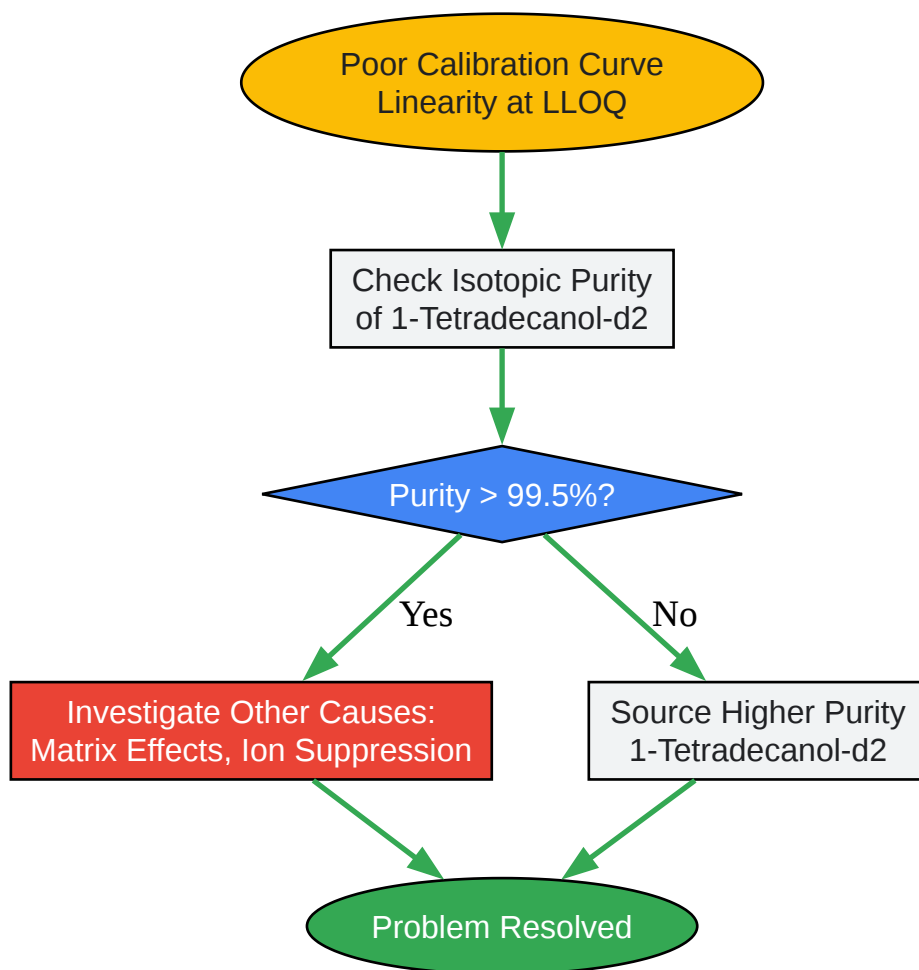 Poor Calibration Curve
Linearity at LLOQ
Check Isotopic Purity
of 1-Tetradecanol-d2
Purity > 99.5%?
Yes
No
Investigate Other Causes:
Matrix Effects, Ion Suppression
Source Higher Purity
1-Tetradecanol-d2
Problem Resolved